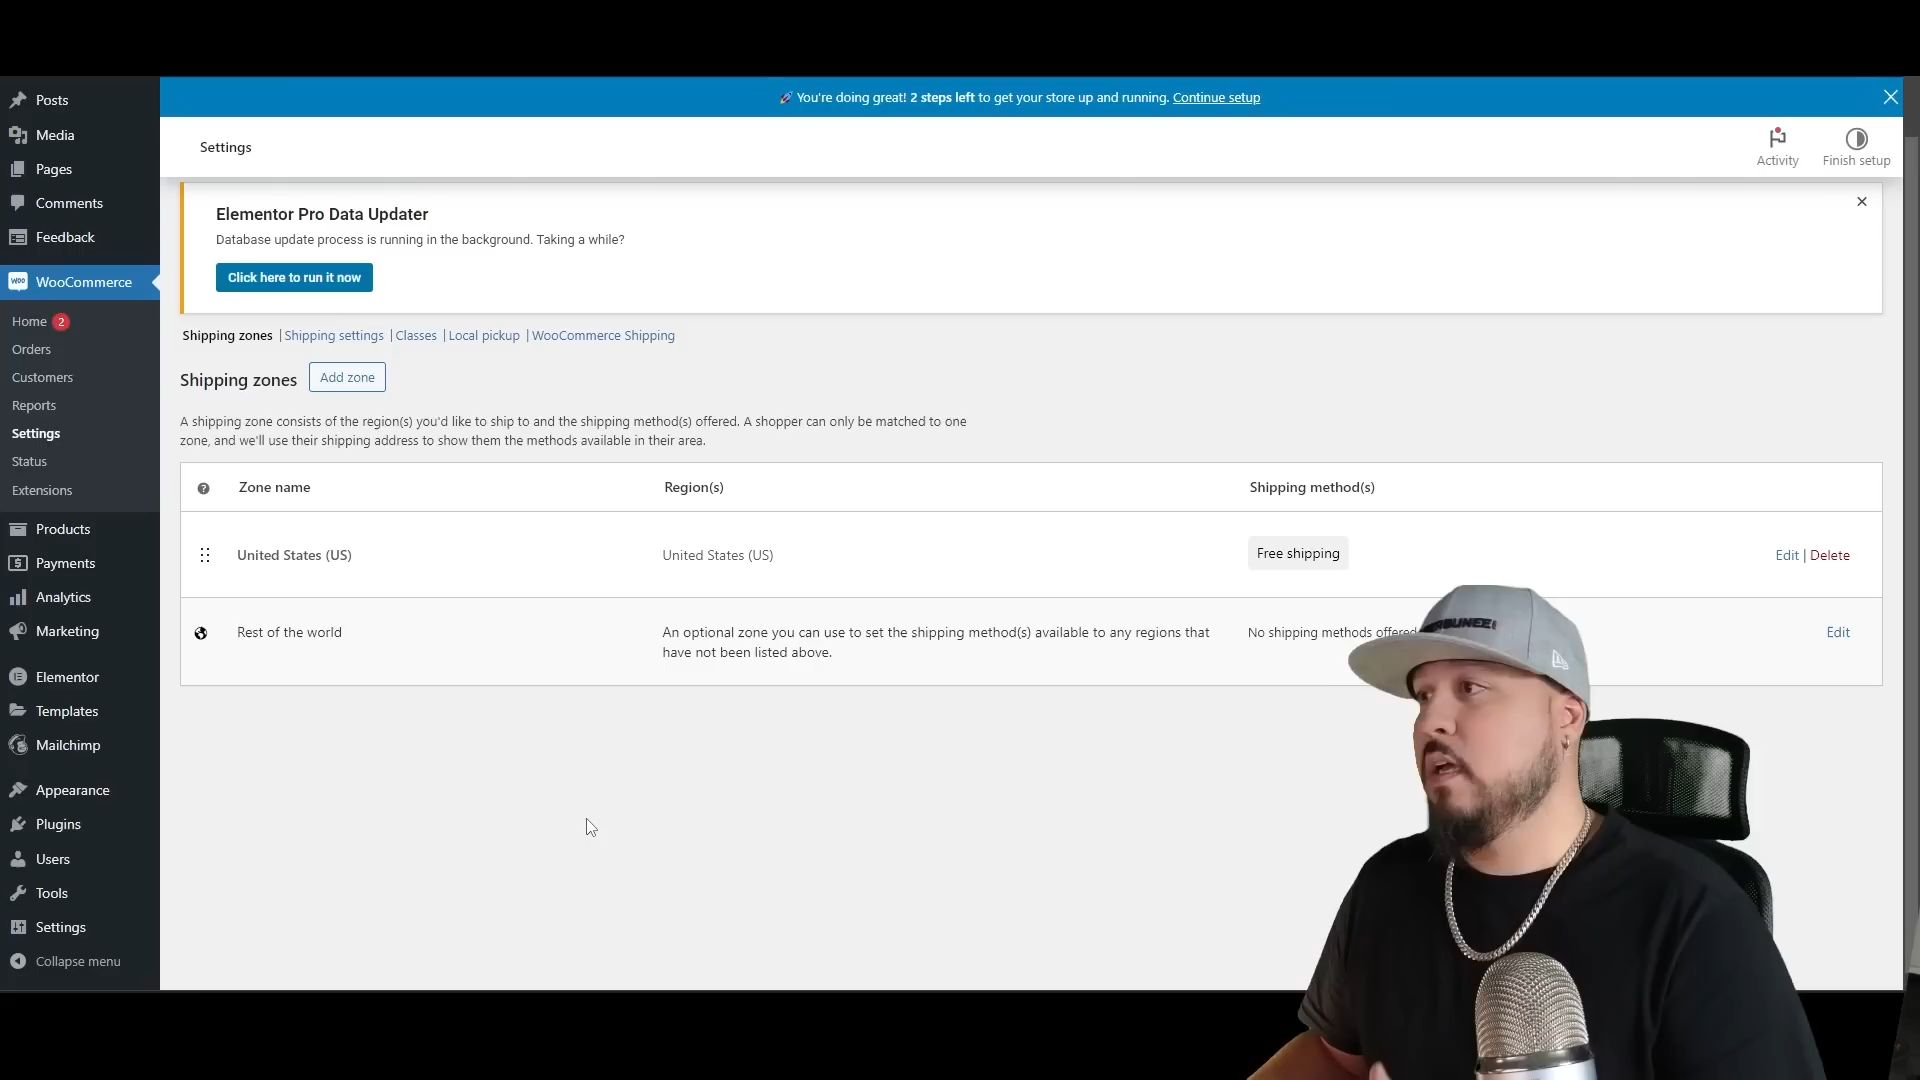 🚀 You're doing great! 2 steps left to get your store up and running. Continue setup
Posts
Media
Pages
Comments
Feedback
WooCommerce
Home 2
Orders
Customers
Reports
Settings
Status
Extensions
Products
Payments
Analytics
Marketing
Elementor
Templates
Mailchimp
Appearance
Plugins
Users
Tools
Settings
Collapse menu
Settings
Activity
Finish setup
Elementor Pro Data Updater
Database update process is running in the background. Taking a while?
Click here to run it now
Shipping zones | Shipping settings | Classes | Local pickup | WooCommerce Shipping
Shipping zones Add zone
A shipping zone consists of the region(s) you'd like to ship to and the shipping method(s) offered. A shopper can only be matched to one
zone, and we'll use their shipping address to show them the methods available in their area.
Zone name Region(s) Shipping method(s)
United States (US) United States (US) Free shipping Edit | Delete
Rest of the world An optional zone you can use to set the shipping method(s) available to any regions that
have not been listed above.
No shipping methods offered
Edit